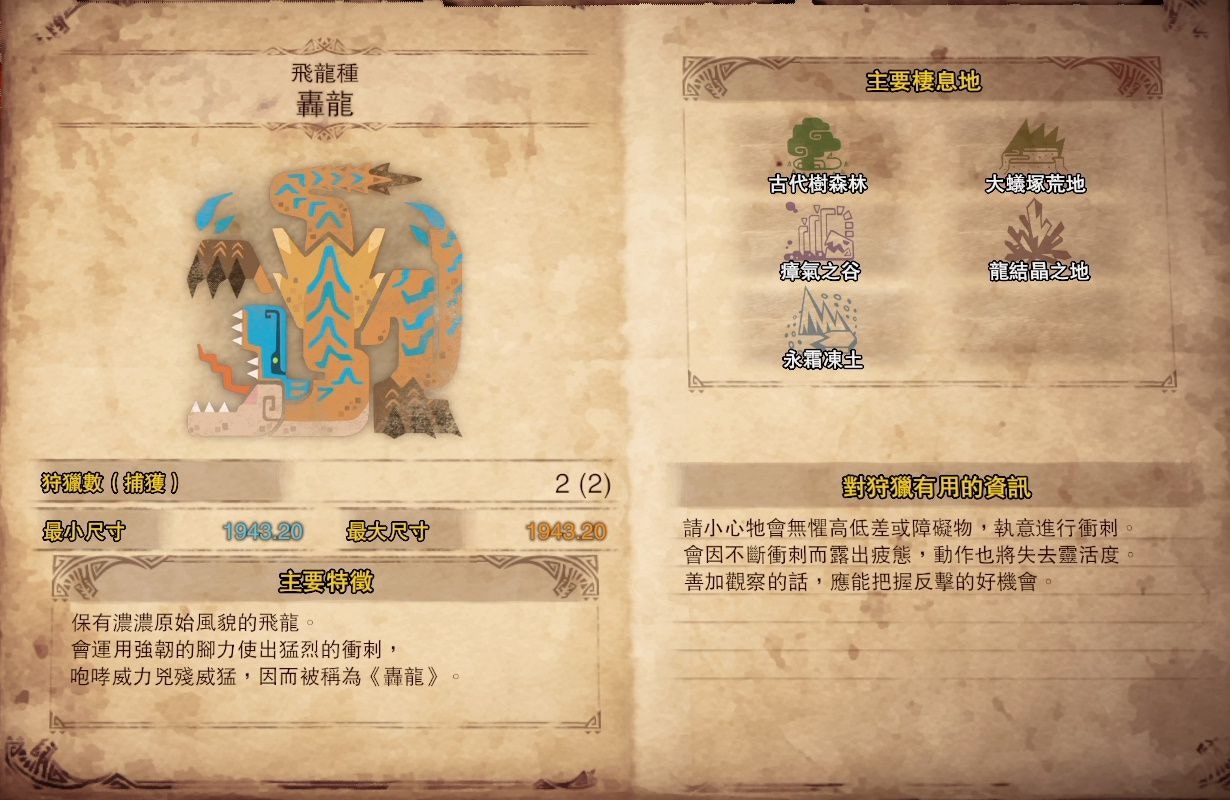 飛龍種
轟龍
狩獵數（捕獲）
2 (2)
最小尺寸 1943.20 最大尺寸 1943.20
主要特徵
保有濃濃原始風貌的飛龍。
會運用強韌的腳力使出猛烈的衝刺，
咆哮威力兇殘威猛，因而被稱為《轟龍》。
主要棲息地
古代樹森林 大蟻塚荒地
瘴氣之谷 龍結晶之地
永霜凍土
對狩獵有用的資訊
請小心牠會無懼高低差或障礙物，執意進行衝刺。
會因不斷衝刺而露出疲態，動作也將失去靈活度。
善加觀察的話，應能把握反擊的好機會。